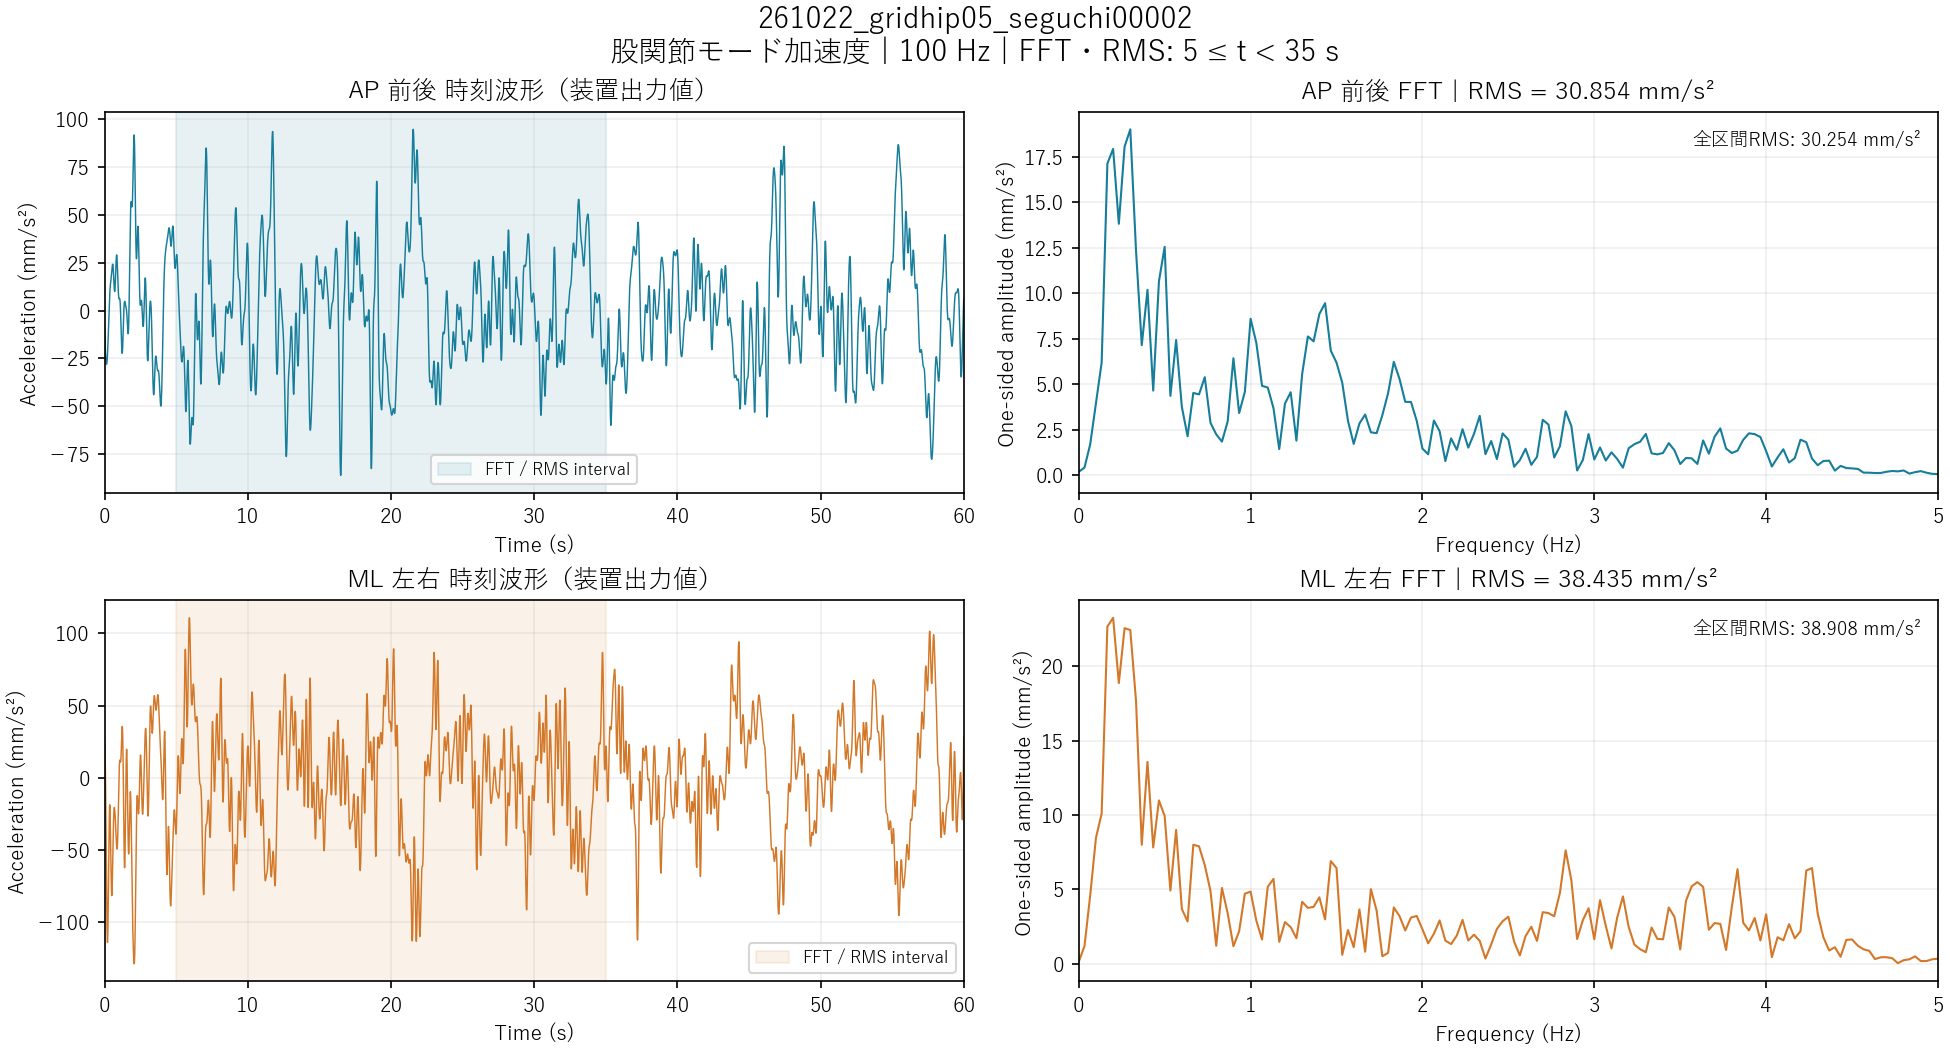 261022_gridhip05_seguchi00002
股関節モード加速度 | 100 Hz | FFT・RMS: 5 ≤ t < 35 s
AP 前後 時刻波形（装置出力値）
100
75
50
25
0
−25
−50
−75
Acceleration (mm/s²)
FFT / RMS interval
0 10 20 30 40 50 60
Time (s)
AP 前後 FFT | RMS = 30.854 mm/s²
全区間RMS: 30.254 mm/s²
17.5
15.0
12.5
10.0
7.5
5.0
2.5
0.0
One-sided amplitude (mm/s²)
0 1 2 3 4 5
Frequency (Hz)
ML 左右 時刻波形（装置出力値）
100
50
0
−50
−100
Acceleration (mm/s²)
FFT / RMS interval
0 10 20 30 40 50 60
Time (s)
ML 左右 FFT | RMS = 38.435 mm/s²
全区間RMS: 38.908 mm/s²
20
15
10
5
0
One-sided amplitude (mm/s²)
0 1 2 3 4 5
Frequency (Hz)